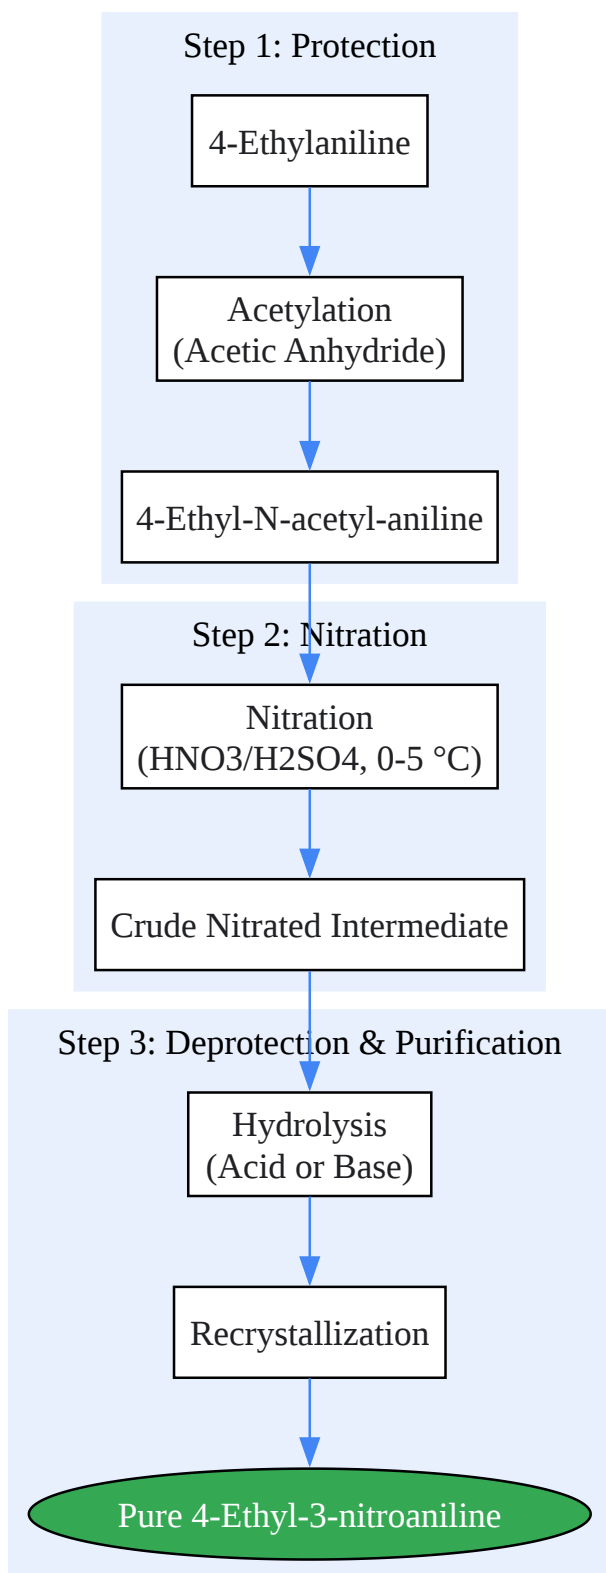 Step 1: Protection
4-Ethylaniline
Acetylation
(Acetic Anhydride)
4-Ethyl-N-acetyl-aniline
Step 2: Nitration
Nitration
(HNO3/H2SO4, 0-5 °C)
Crude Nitrated Intermediate
Step 3: Deprotection & Purification
Hydrolysis
(Acid or Base)
Recrystallization
Pure 4-Ethyl-3-nitroaniline